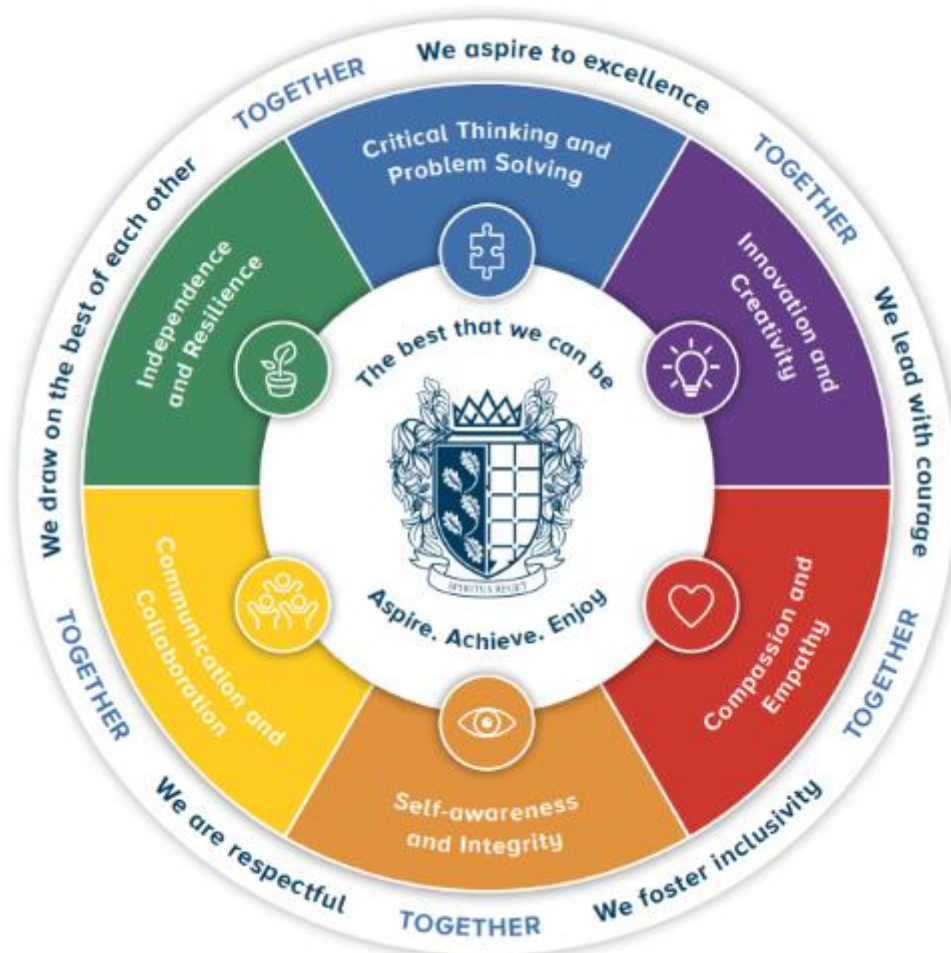 We aspire to excellence
TOGETHER
We lead with courage
TOGETHER
We foster inclusivity
TOGETHER
We are respectful
TOGETHER
We draw on the best of each other
TOGETHER
Critical Thinking and
Problem Solving
Innovation and
Creativity
Compassion and
Empathy
Self-awareness
and Integrity
Communication and
Collaboration
Independence
and Resilience
The best that we can be
Aspire. Achieve. Enjoy